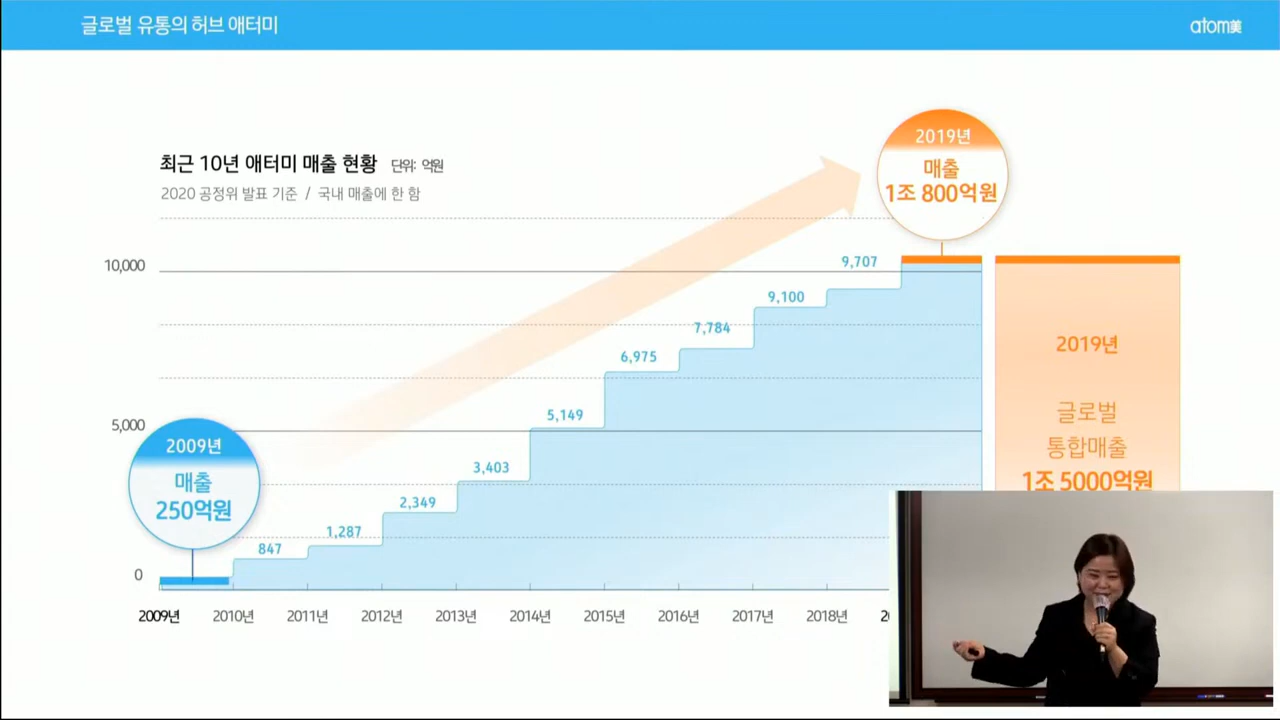 글로벌 유통의 허브 애터미
atom美
최근 10년 애터미 매출 현황 단위: 억원
2020 공정위 발표 기준 / 국내 매출에 한 함
2019년
매출
1조 800억원
10,000
9,707
9,100
7,784
6,975
5,149
5,000
3,403
2,349
1,287
847
0
2009년
매출
250억원
2019년
글로벌
통합매출
1조 5000억원
2009년 2010년 2011년 2012년 2013년 2014년 2015년 2016년 2017년 2018년